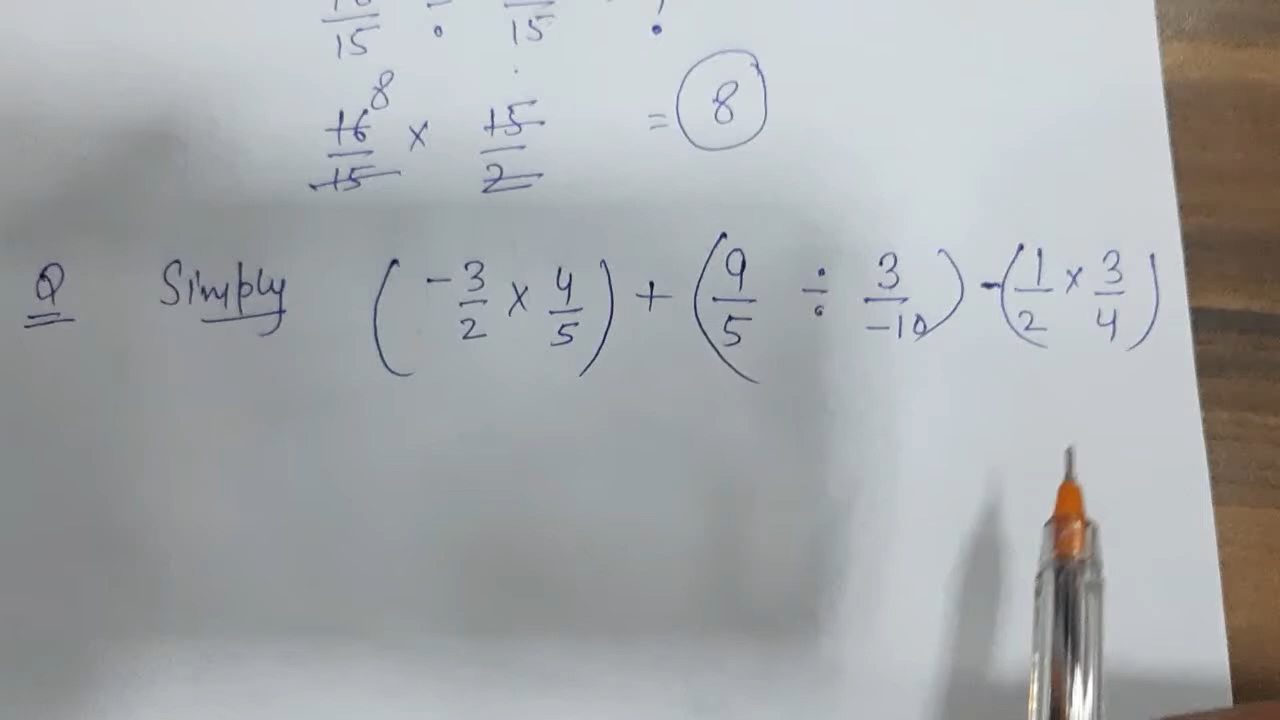 15 ÷ 15 ?
16/15 8 × 15/2 = 8
Q Simply (-3/2 × 4/5) + (9/5 ÷ 3/-10) - (1/2 × 3/4)